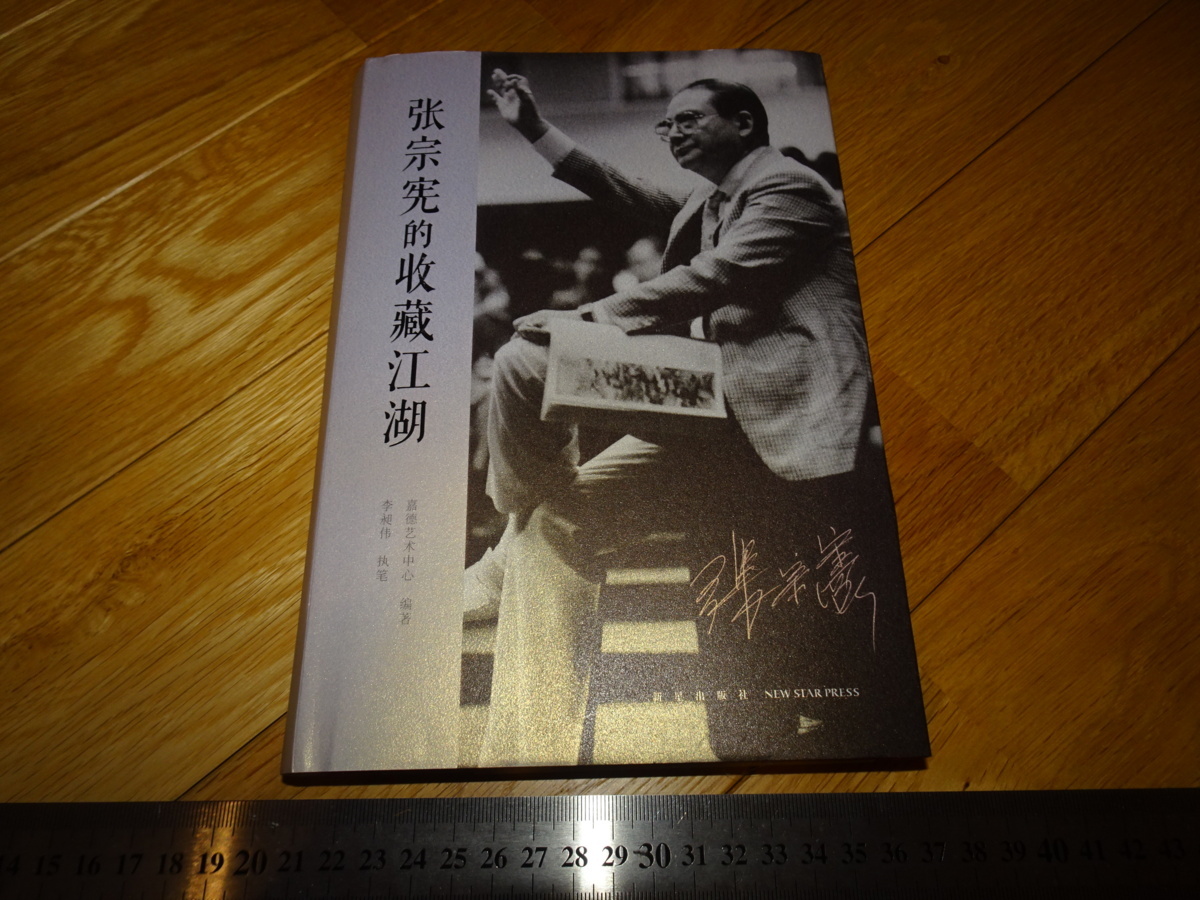 张宗宪的收藏江湖
嘉德艺术中心 编著
李昶伟 执笔
張宗憲
新星出版社 NEW STAR PRESS
14 15 16 17 18 19 20 21 22 23 24 25 26 27 28 29 30 31 32 33 34 35 36 37 38 39 40 41 42 43